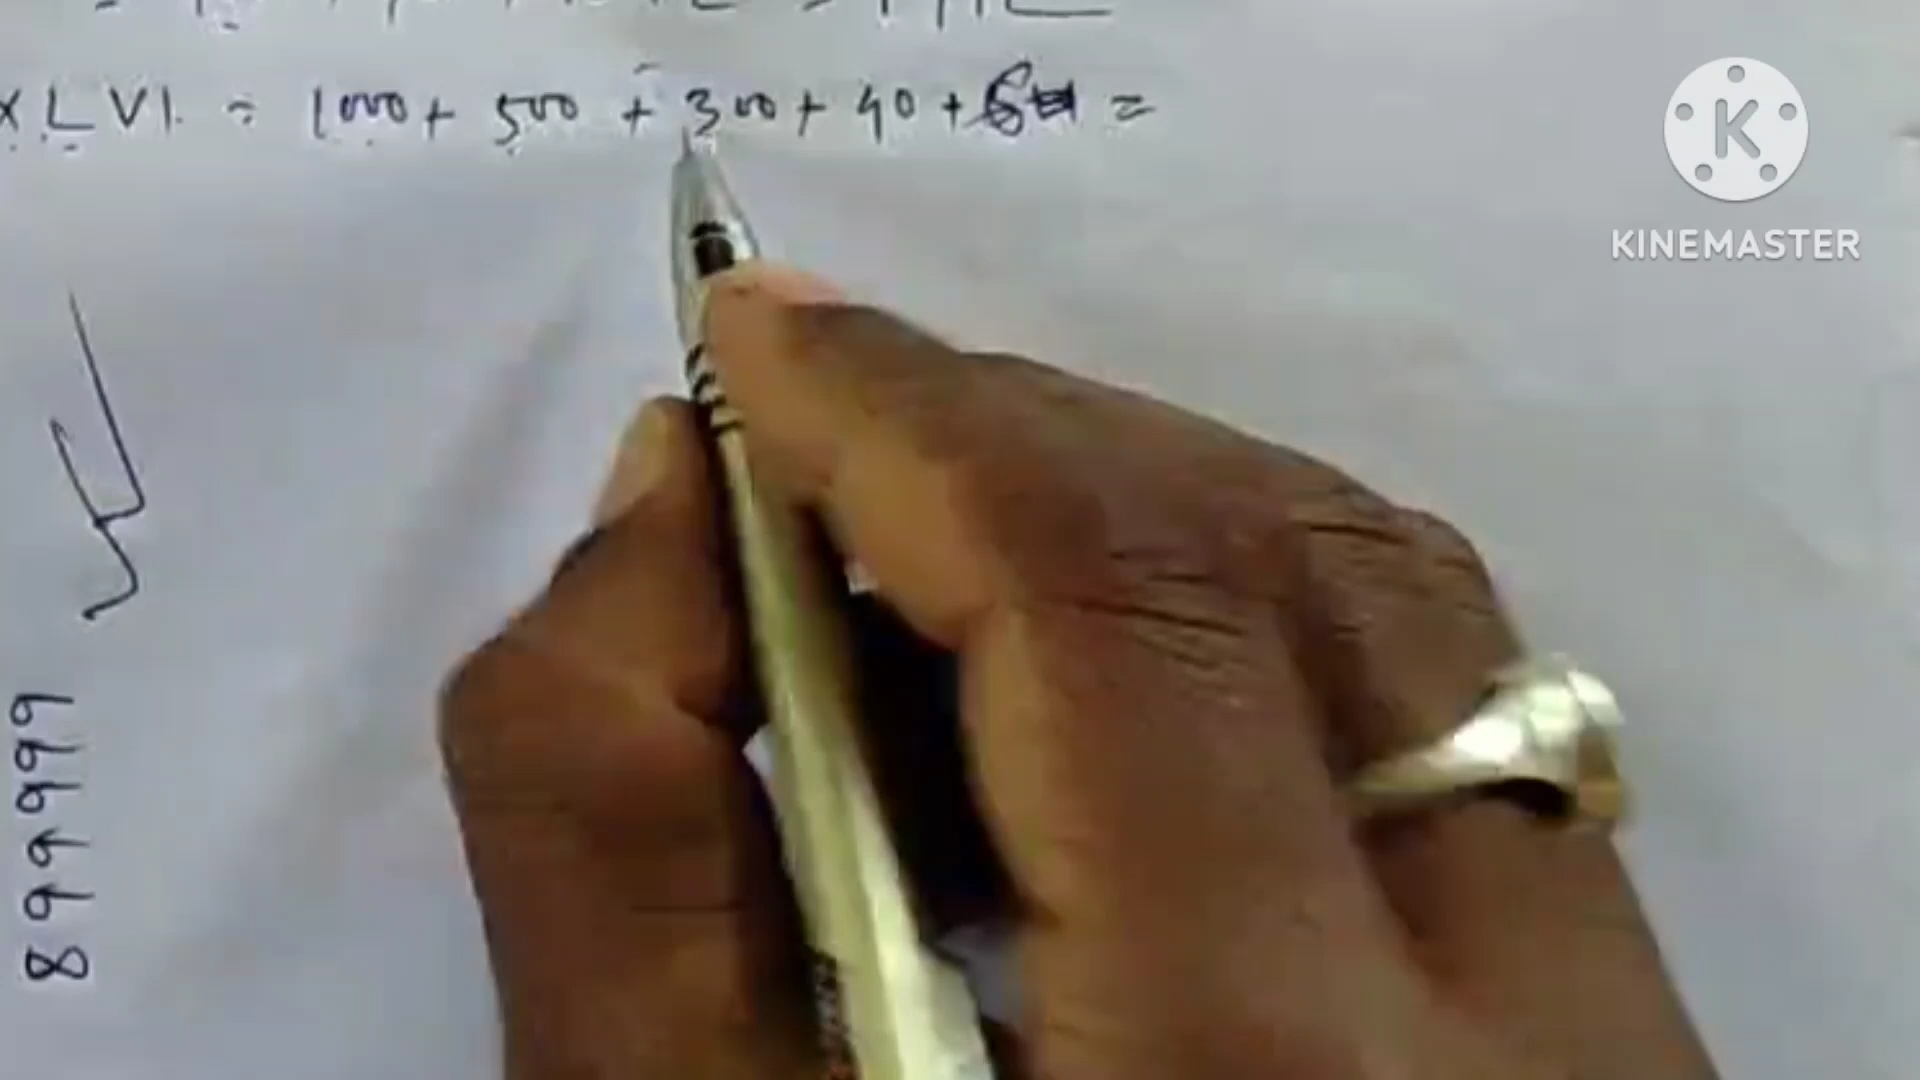 XLVI = 1000 + 500 + 300 + 40 + 6 =
KINEMASTER
899999